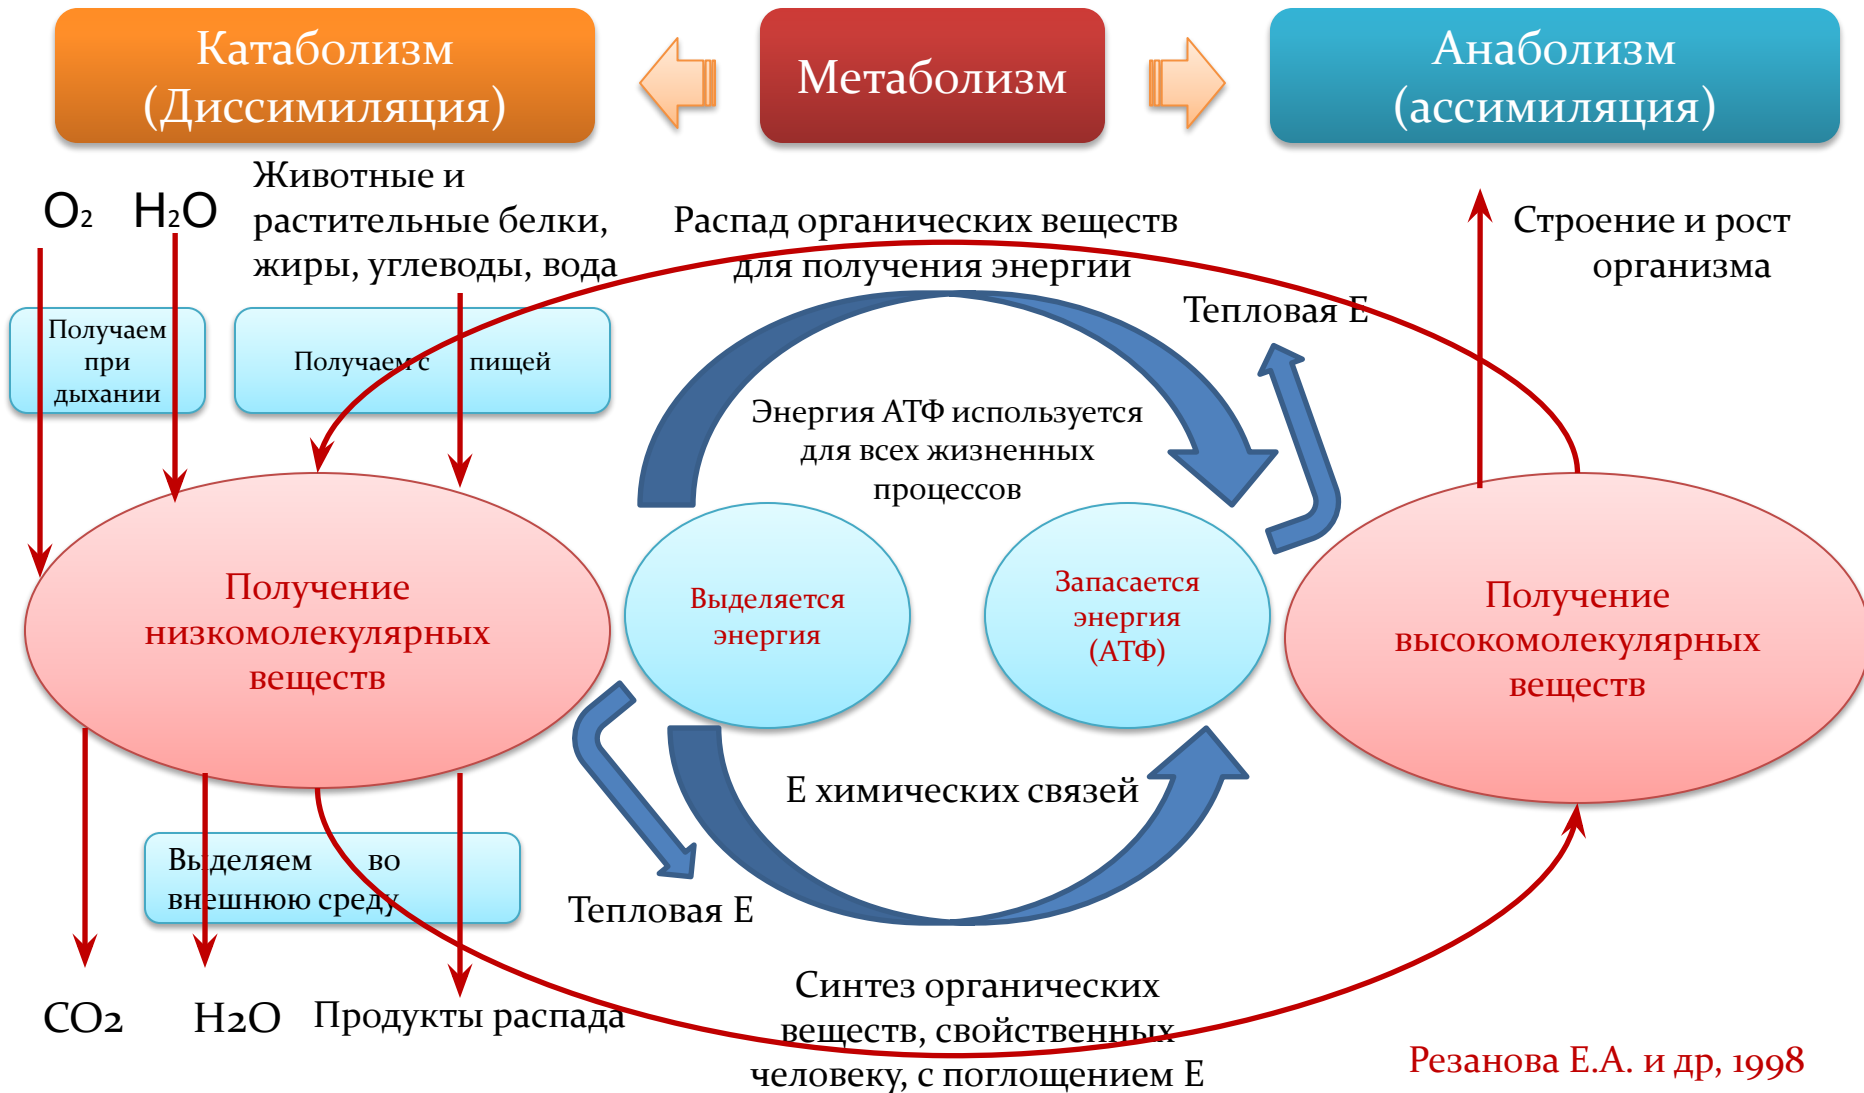 Катаболизм
(Диссимиляция)
Метаболизм
Анаболизм
(ассимиляция)
O₂
H₂O
Животные и
растительные белки,
жиры, углеводы, вода
Распад органических веществ
для получения энергии
Строение и рост
организма
Получаем
при
дыхании
Получаем с пищей
Тепловая Е
Энергия АТФ используется
для всех жизненных
процессов
Получение
низкомолекулярных
веществ
Выделяется
энергия
Запасается
энергия
(АТФ)
Получение
высокомолекулярных
веществ
Е химических связей
Выделяем во
внешнюю среду
Тепловая Е
CO2
H2O
Продукты распада
Синтез органических
веществ, свойственных
человеку, с поглощением Е
Резанова Е.А. и др, 1998